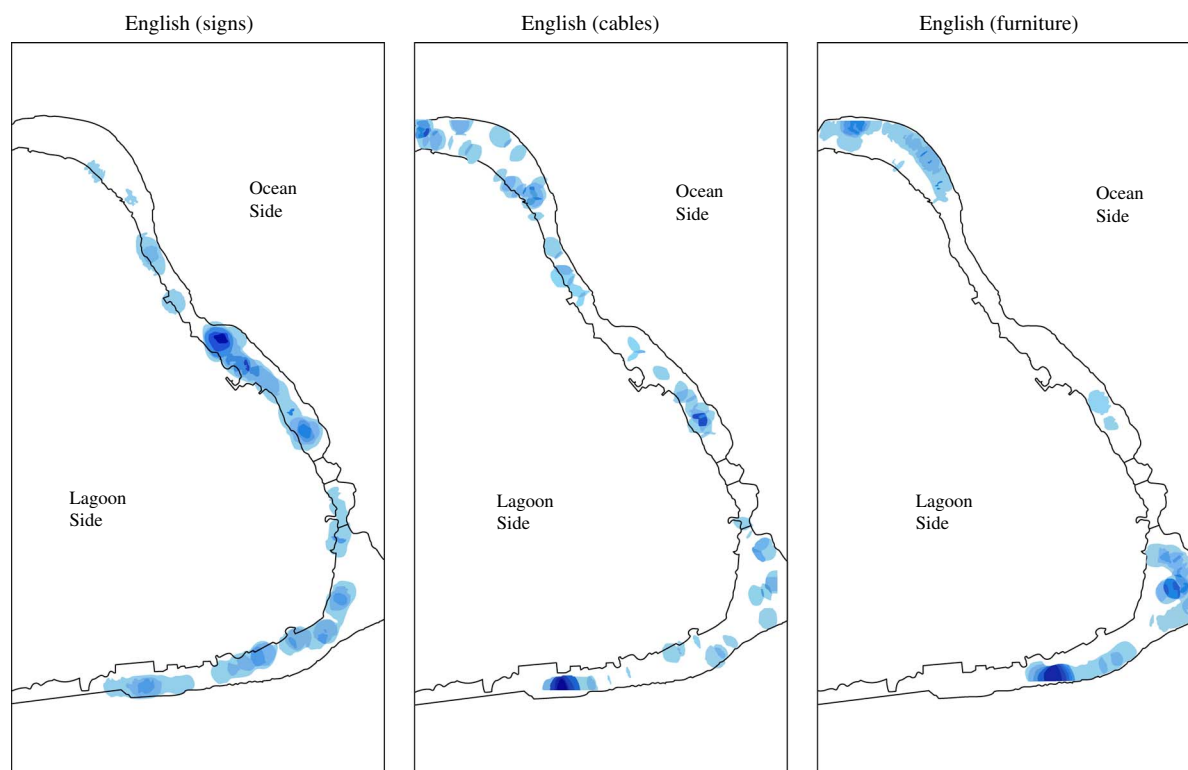 English (signs)
English (cables)
English (furniture)
Ocean
Side
Lagoon
Side
Ocean
Side
Lagoon
Side
Ocean
Side
Lagoon
Side